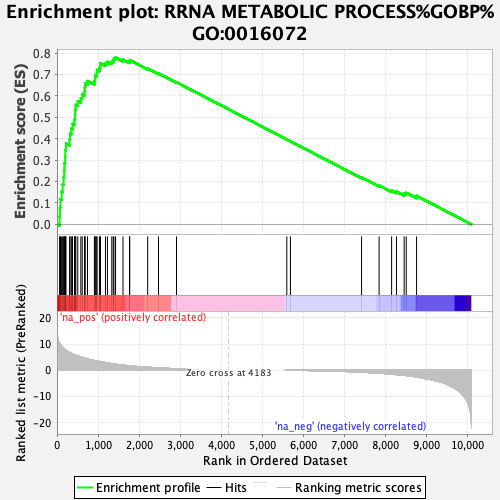 Enrichment plot: RRNA METABOLIC PROCESS%GOBP%
GO:0016072
Enrichment score (ES)
0.8
0.7
0.6
0.5
0.4
0.3
0.2
0.1
0.0
'na_pos' (positively correlated)
Ranked list metric (PreRanked)
20
10
0
-10
-20
Zero cross at 4183
'na_neg' (negatively correlated)
0 1,000 2,000 3,000 4,000 5,000 6,000 7,000 8,000 9,000 10,000
Rank in Ordered Dataset
Enrichment profile Hits Ranking metric scores